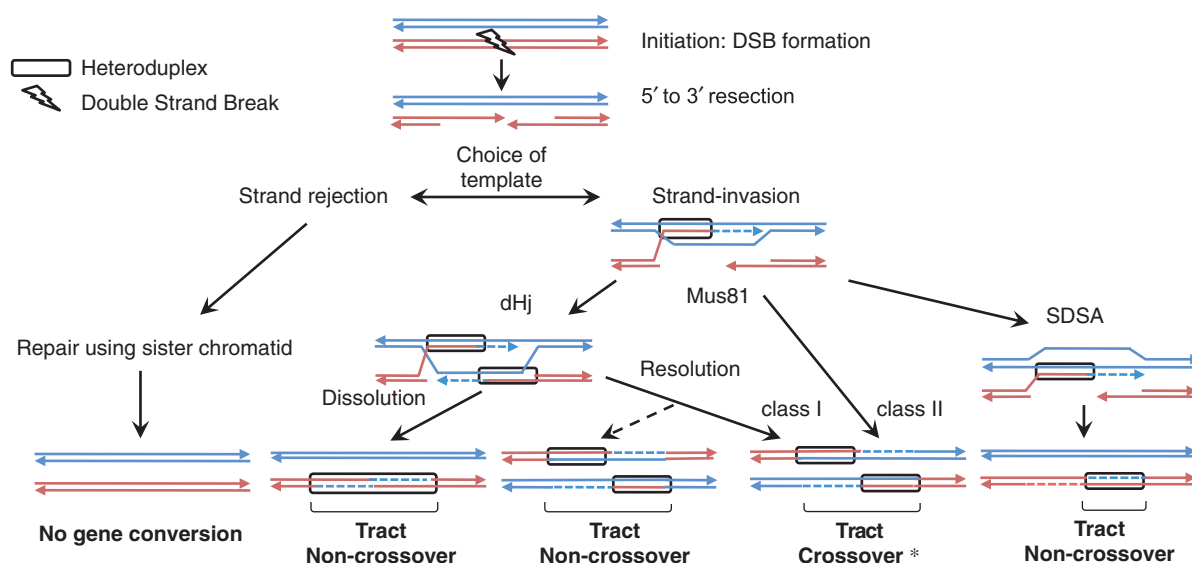 Initiation: DSB formation
Heteroduplex
Double Strand Break
5′ to 3′ resection
Choice of
template
Strand rejection
Strand-invasion
dHj
Mus81
SDSA
Repair using sister chromatid
Resolution
Dissolution
class I
class II
No gene conversion
Tract
Non-crossover
Tract
Non-crossover
Tract
Crossover *
Tract
Non-crossover